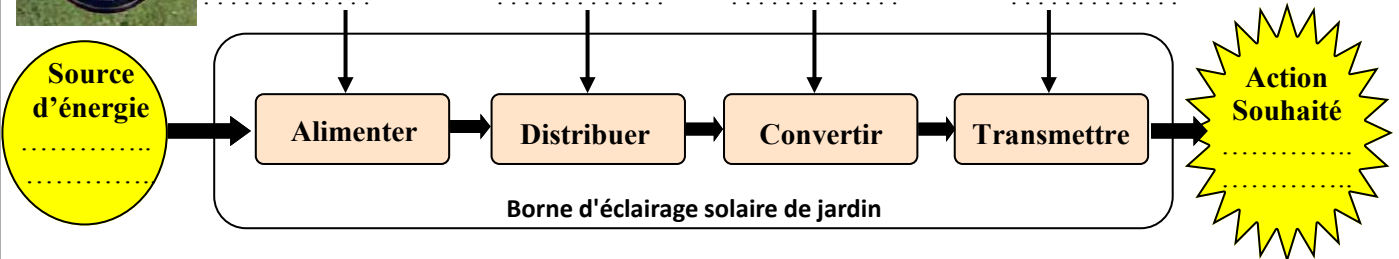 . . . . . . . . . . . . . . . . . . . . . . . . . . . . . . . . . . . . . . . . . . . . . . . . . . . . . . . .
Source
d’énergie
………….
………….
Alimenter
Distribuer
Convertir
Transmettre
Action
Souhaité
………….
………….
Borne d'éclairage solaire de jardin